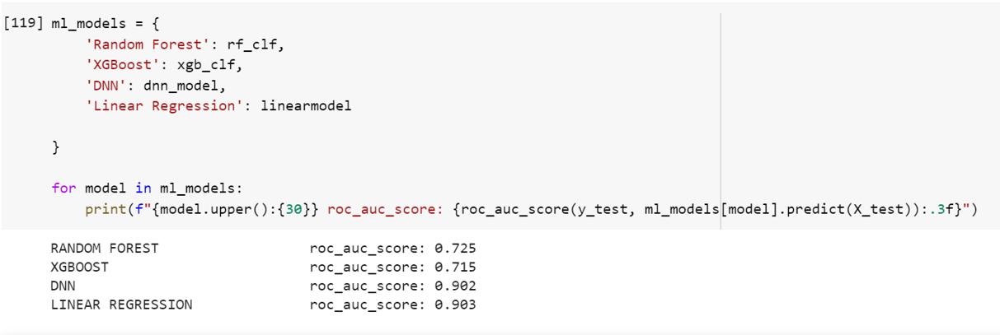 [119] ml_models = {
'Random Forest': rf_clf,
'XGBoost': xgb_clf,
'DNN': dnn_model,
'Linear Regression': linearmodel
}
for model in ml_models:
print(f"{model.upper():{30}} roc_auc_score: {roc_auc_score(y_test, ml_models[model].predict(X_test)):.3f}")
RANDOM FOREST roc_auc_score: 0.725
XGBOOST roc_auc_score: 0.715
DNN roc_auc_score: 0.902
LINEAR REGRESSION roc_auc_score: 0.903